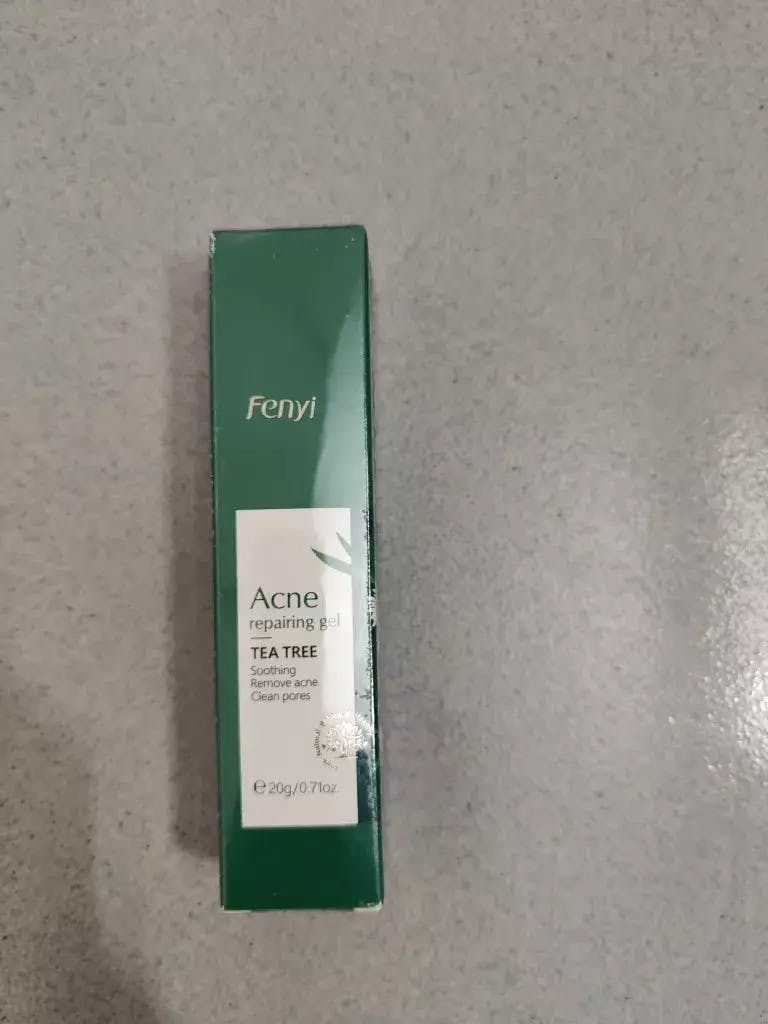 Fenyi
Acne
repairing gel
TEA TREE
Soothing
Remove acne
Clean pores
℮ 20g/0.71oz.